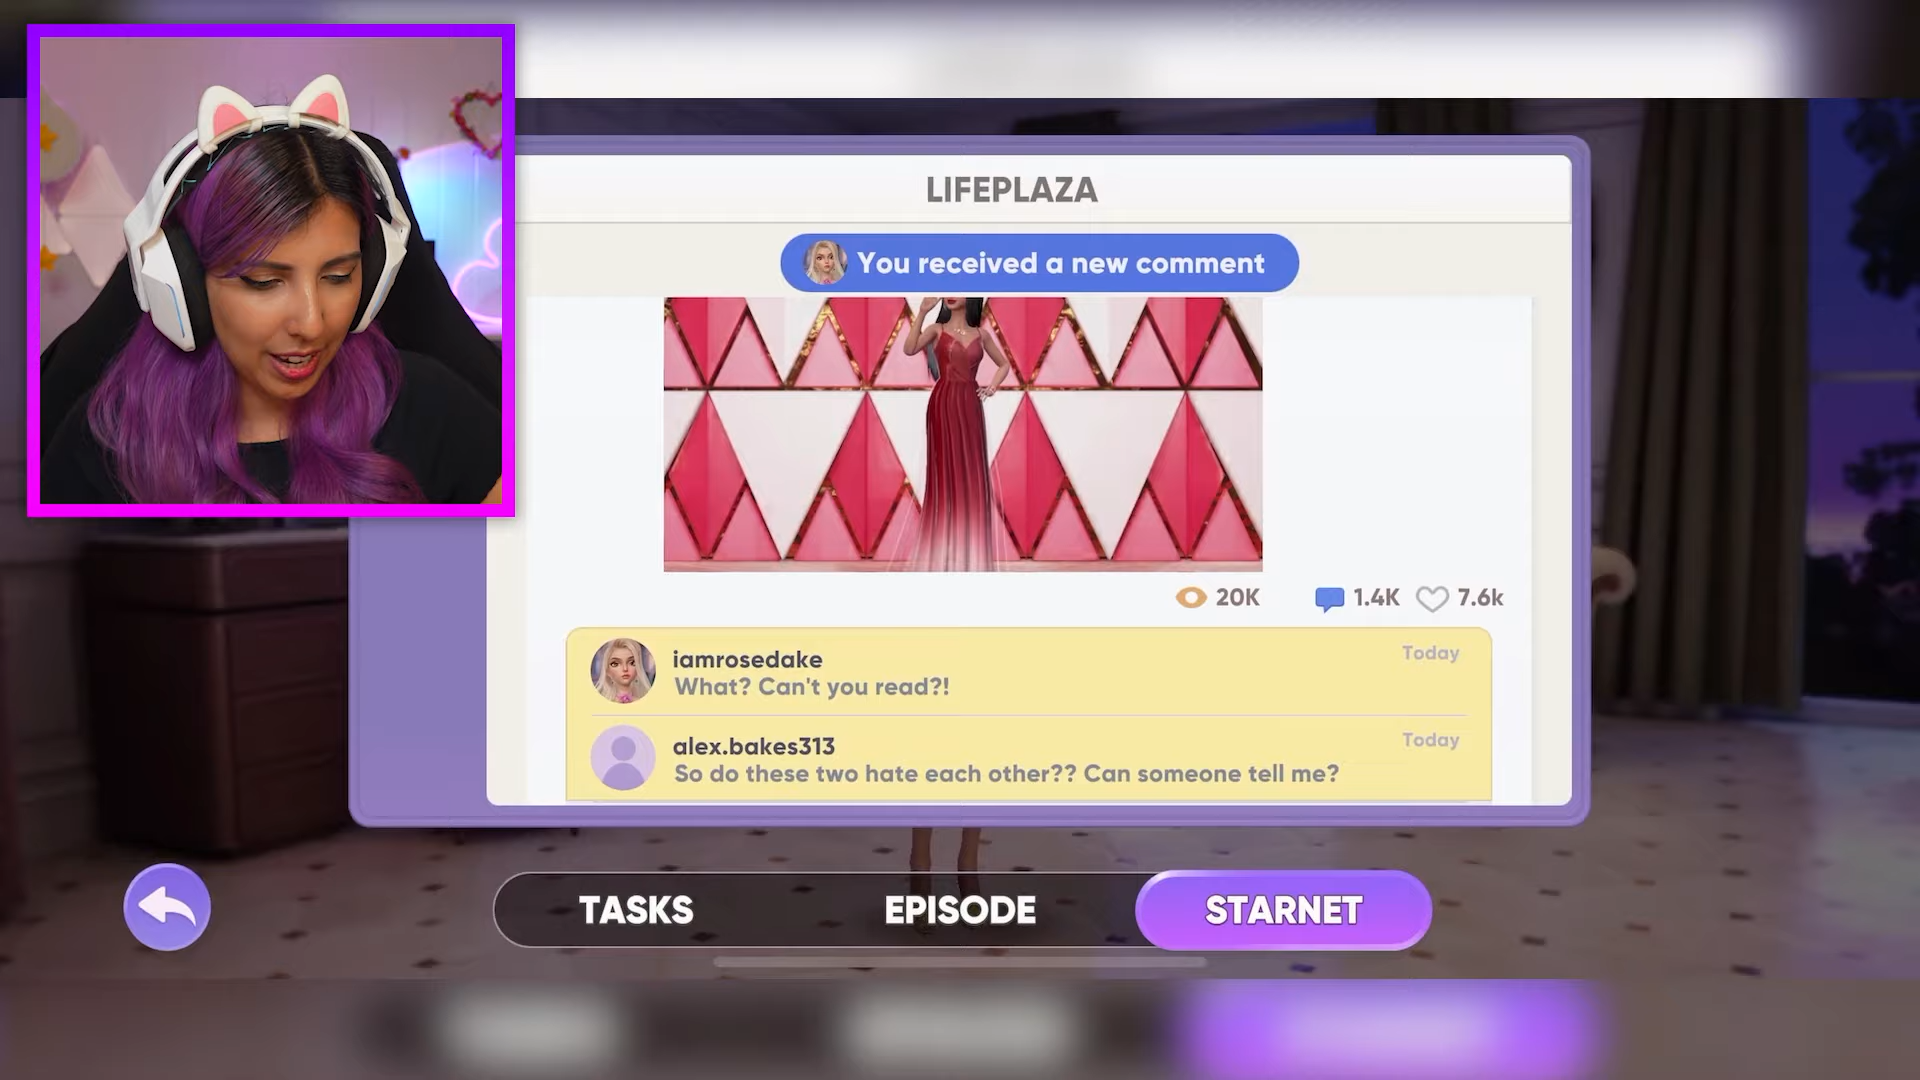 LIFEPLAZA
You received a new comment
20K
1.4K
7.6k
iamrosedake
Today
What? Can't you read?!
alex.bakes313
Today
So do these two hate each other?? Can someone tell me?
TASKS
EPISODE
STARNET